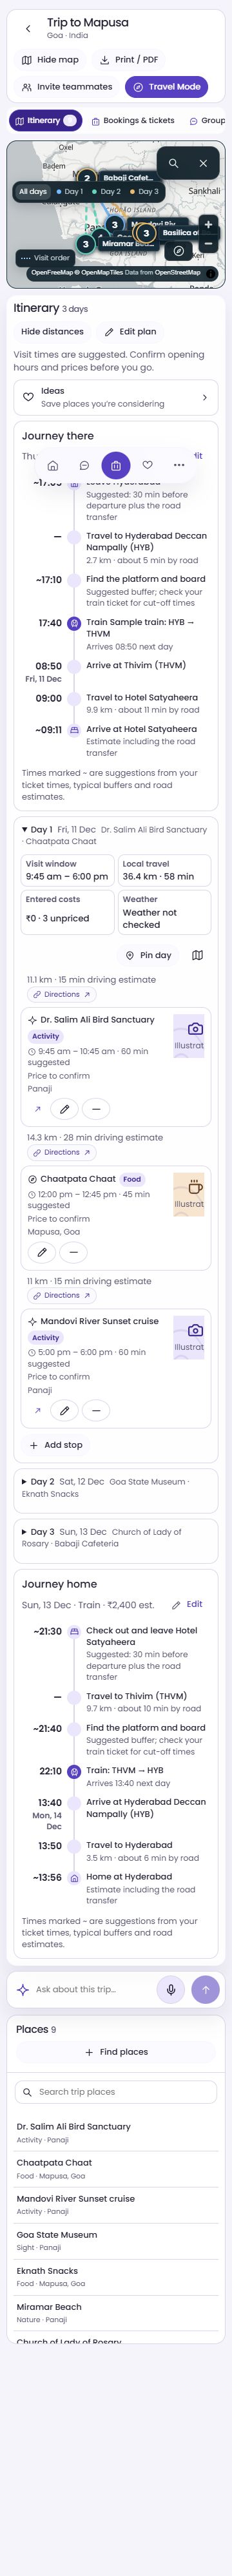 Trip to Mapusa
Goa · India
Hide map
Print / PDF
Invite teammates
Travel Mode
Itinerary
Bookings & tickets
Group
Oxel
Badem
2
Babaji Cafet...
All days
Day 1
Day 2
Day 3
Sankhali
CHORÃO ISLAND
3
3
3
Basilica o
Miramar
Visit order
Keri
OpenFreeMap © OpenMapTiles Data from OpenStreetMap
Itinerary 3 days
Hide distances
Edit plan
Visit times are suggested. Confirm opening
hours and prices before you go.
Ideas
Save places you're considering
Journey there
Suggested: 30 min before
departure plus the road
transfer
—
Travel to Hyderabad Deccan
Nampally (HYB)
2.7 km · about 5 min by road
~17:10
Find the platform and board
Suggested buffer; check your
train ticket for cut-off times
17:40
Train Sample train: HYB →
THVM
Arrives 08:50 next day
08:50
Fri, 11 Dec
Arrive at Thivim (THVM)
09:00
Travel to Hotel Satyaheera
9.9 km · about 11 min by road
~09:11
Arrive at Hotel Satyaheera
Estimate including the road
transfer
Times marked ~ are suggestions from your
ticket times, typical buffers and road
estimates.
Day 1 Fri, 11 Dec Dr. Salim Ali Bird Sanctuary
· Chaatpata Chaat
Visit window
9:45 am – 6:00 pm
Local travel
36.4 km · 58 min
Entered costs
₹0 · 3 unpriced
Weather
Weather not
checked
Pin day
11.1 km · 15 min driving estimate
Directions
Dr. Salim Ali Bird Sanctuary
Activity
9:45 am – 10:45 am · 60 min
suggested
Price to confirm
Panaji
Illustrat
14.3 km · 28 min driving estimate
Directions
Chaatpata Chaat
Food
12:00 pm – 12:45 pm · 45 min
suggested
Price to confirm
Mapusa, Goa
Illustrat
11 km · 15 min driving estimate
Directions
Mandovi River Sunset cruise
Activity
5:00 pm – 6:00 pm · 60 min
suggested
Price to confirm
Panaji
Illustrat
Add stop
Day 2 Sat, 12 Dec Goa State Museum ·
Eknath Snacks
Day 3 Sun, 13 Dec Church of Lady of
Rosary · Babaji Cafeteria
Journey home
Sun, 13 Dec · Train · ₹2,400 est.
Edit
~21:30
Check out and leave Hotel
Satyaheera
Suggested: 30 min before
departure plus the road
transfer
—
Travel to Thivim (THVM)
9.7 km · about 10 min by road
~21:40
Find the platform and board
Suggested buffer; check your
train ticket for cut-off times
22:10
Train: THVM → HYB
Arrives 13:40 next day
13:40
Mon, 14
Dec
Arrive at Hyderabad Deccan
Nampally (HYB)
13:50
Travel to Hyderabad
3.5 km · about 6 min by road
~13:56
Home at Hyderabad
Estimate including the road
transfer
Times marked ~ are suggestions from your
ticket times, typical buffers and road
estimates.
Ask about this trip...
Places 9
Find places
Search trip places
Dr. Salim Ali Bird Sanctuary
Activity · Panaji
Chaatpata Chaat
Food · Mapusa, Goa
Mandovi River Sunset cruise
Activity · Panaji
Goa State Museum
Sight · Panaji
Eknath Snacks
Food · Mapusa, Goa
Miramar Beach
Nature · Panaji
Church of Lady of Rosary